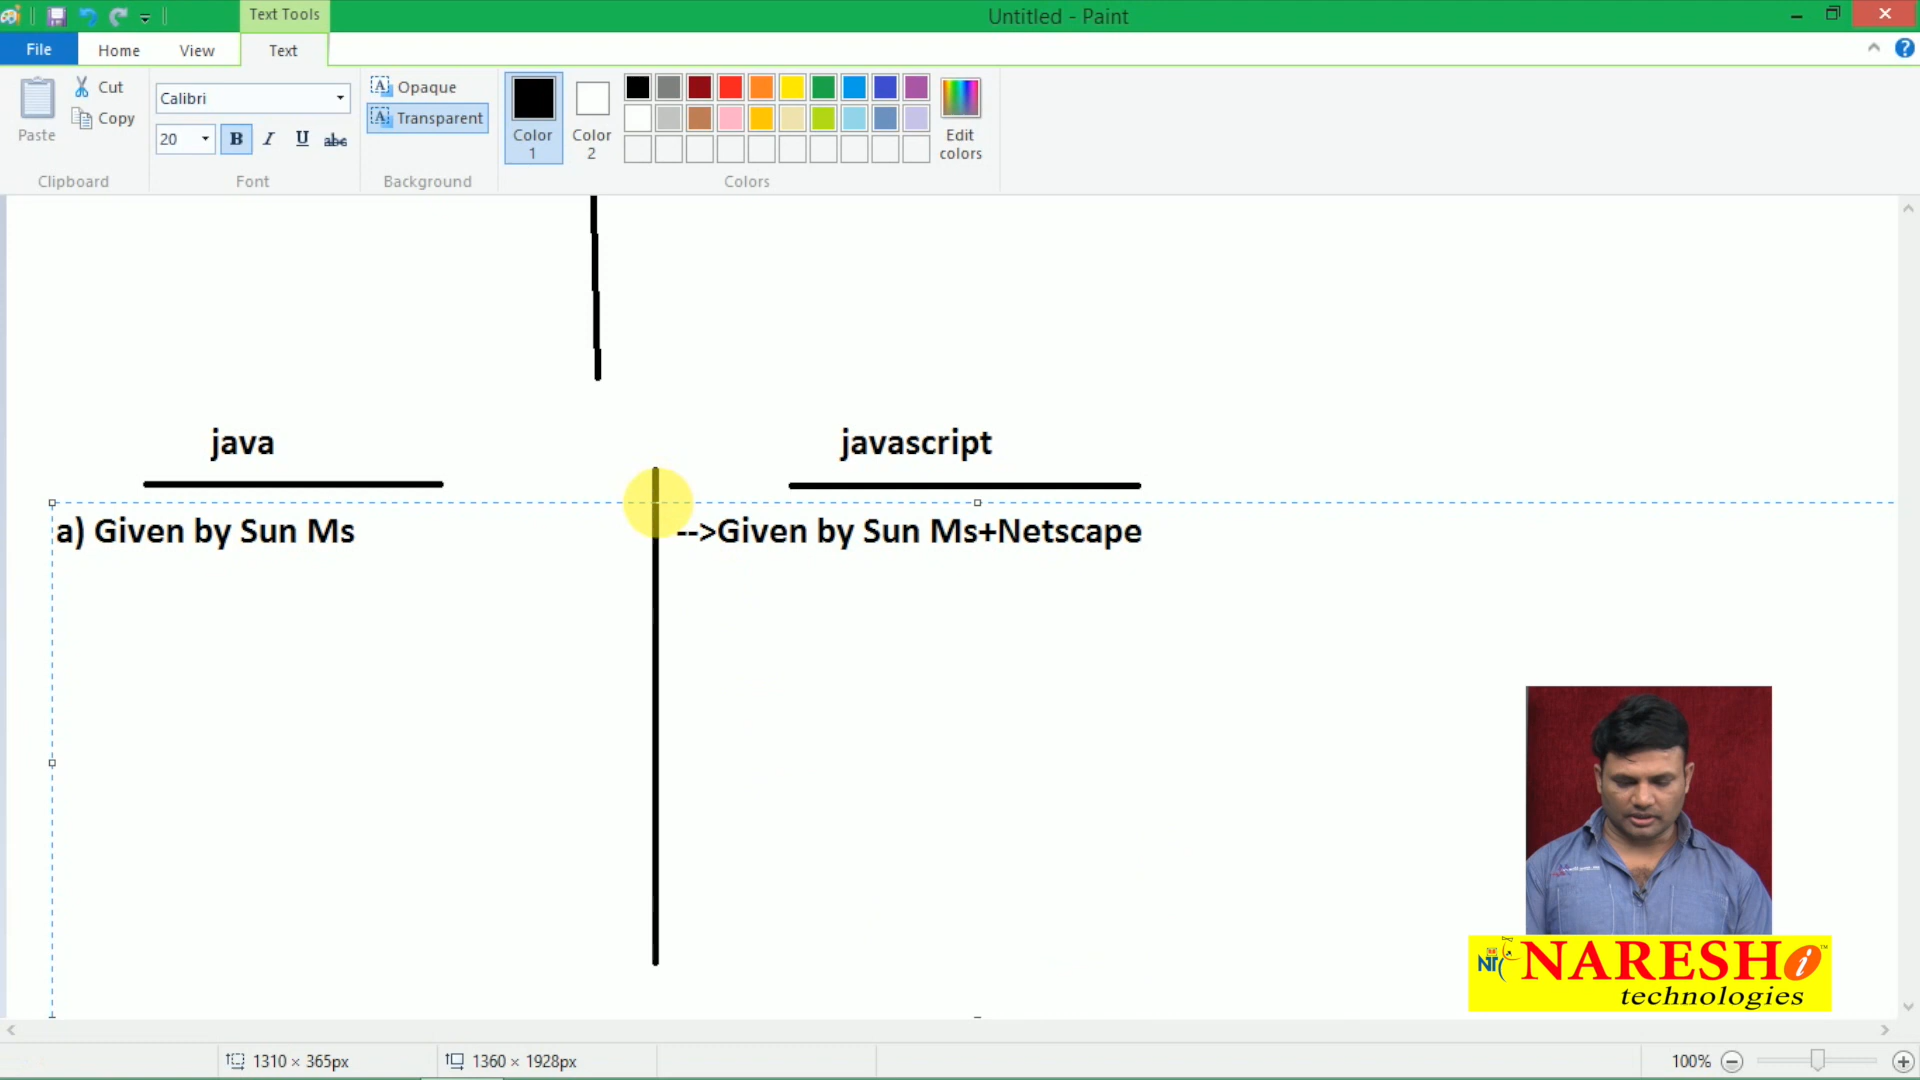 Text Tools
Untitled - Paint
File
Home
View
Text
Paste
Cut
Copy
Clipboard
Calibri
20
B
I
U
abc
Font
A Opaque
A Transparent
Background
Color 1
Color 2
Edit colors
Colors
java
javascript
a) Given by Sun Ms
-->Given by Sun Ms+Netscape
NT
NARESH i ™
technologies
1310 × 365px
1360 × 1928px
100%